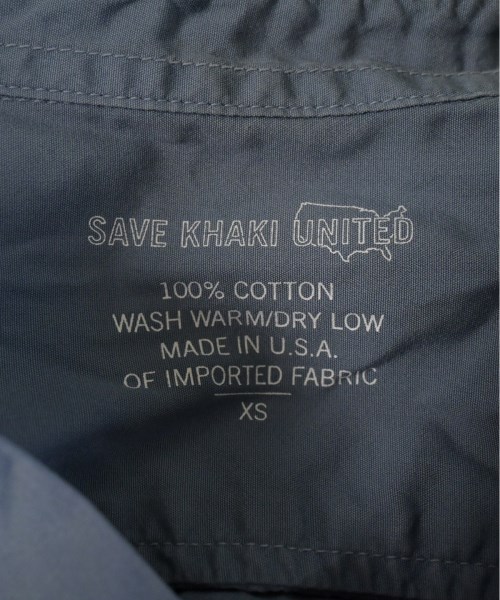 SAVE KHAKI UNITED
100% COTTON
WASH WARM/DRY LOW
MADE IN U.S.A.
OF IMPORTED FABRIC
XS